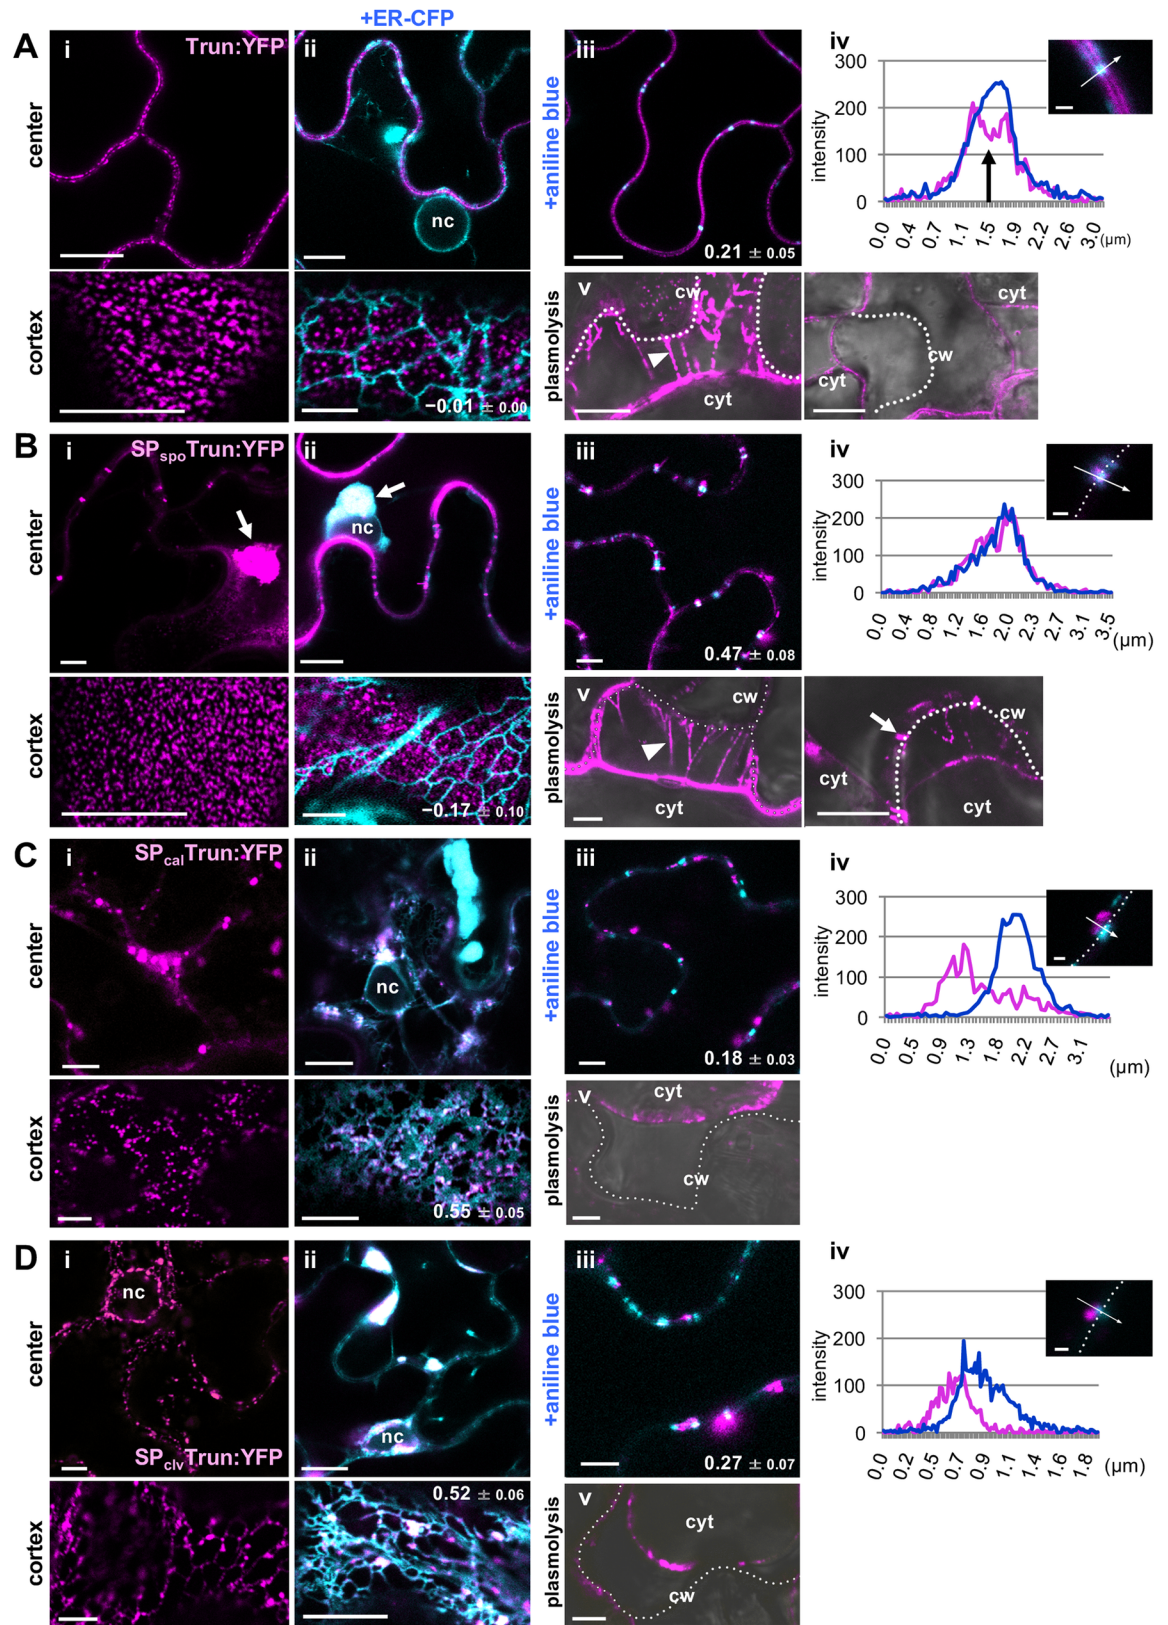 +ER-CFP
A
i
Trun:YFP
ii
iii
iv
center
nc
+aniline blue
0.21 ± 0.05
intensity
300
200
100
0
0.0 0.4 0.7 1.1 1.5 1.9 2.2 2.6 3.0 (μm)
cortex
−0.01 ± 0.00
plasmolysis
v
cw
cyt
cyt
cw
cyt
B
i
SPspoTrun:YFP
ii
iii
iv
center
nc
+aniline blue
0.47 ± 0.08
intensity
300
200
100
0
0.0 0.4 0.8 1.2 1.6 2.0 2.3 2.7 3.1 3.5
(μm)
cortex
−0.17 ± 0.10
plasmolysis
v
cw
cyt
cw
cyt
cyt
C
i
SPcalTrun:YFP
ii
iii
iv
center
nc
+aniline blue
0.18 ± 0.03
intensity
300
200
100
0
0.0 0.5 0.9 1.3 1.8 2.2 2.7 3.1
(μm)
cortex
0.55 ± 0.05
plasmolysis
v
cyt
cw
D
i
nc
SPclvTrun:YFP
ii
iii
iv
center
nc
+aniline blue
0.27 ± 0.07
intensity
300
200
100
0
0.0 0.2 0.5 0.7 0.9 1.1 1.4 1.6 1.8 (μm)
cortex
0.52 ± 0.06
plasmolysis
v
cyt
cw